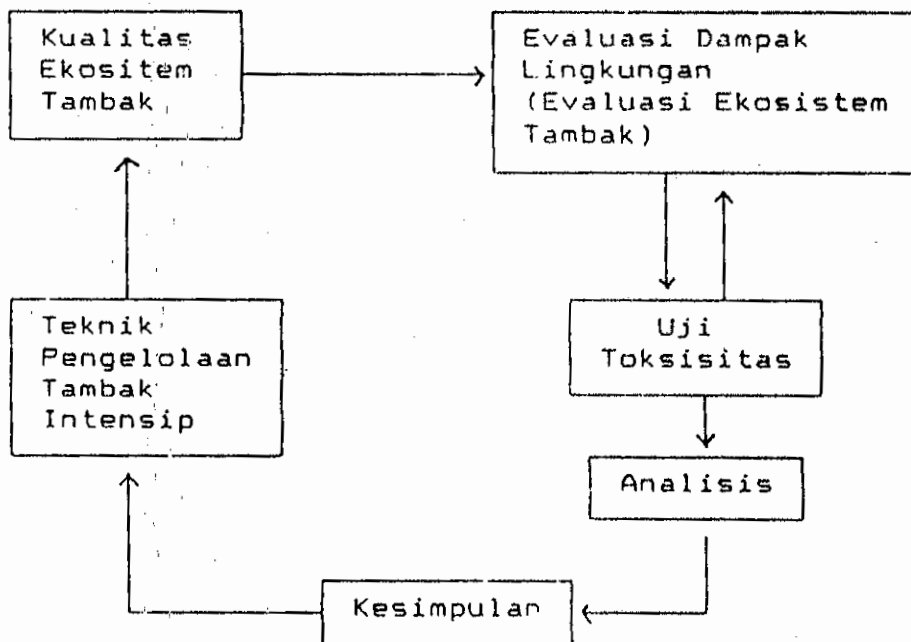 Kualitas
Ekositem
Tambak
Evaluasi Dampak
Lingkungan
(Evaluasi Ekosistem
Tambak)
Teknik
Pengelolaan
Tambak
Intensip
Uji
Toksisitas
Analisis
Kesimpulan